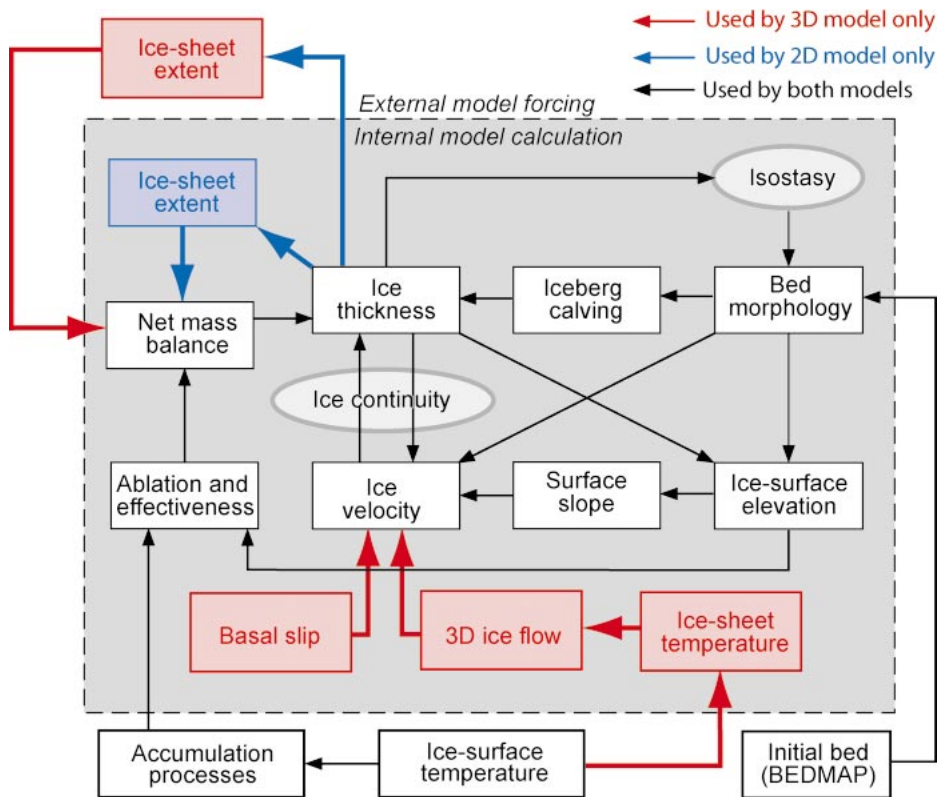 Ice-sheet
extent
Used by 3D model only
Used by 2D model only
Used by both models
External model forcing
Internal model calculation
Ice-sheet
extent
Isostasy
Net mass
balance
Ice
thickness
Iceberg
calving
Bed
morphology
Ice continuity
Ablation and
effectiveness
Ice
velocity
Surface
slope
Ice-surface
elevation
Basal slip
3D ice flow
Ice-sheet
temperature
Accumulation
processes
Ice-surface
temperature
Initial bed
(BEDMAP)